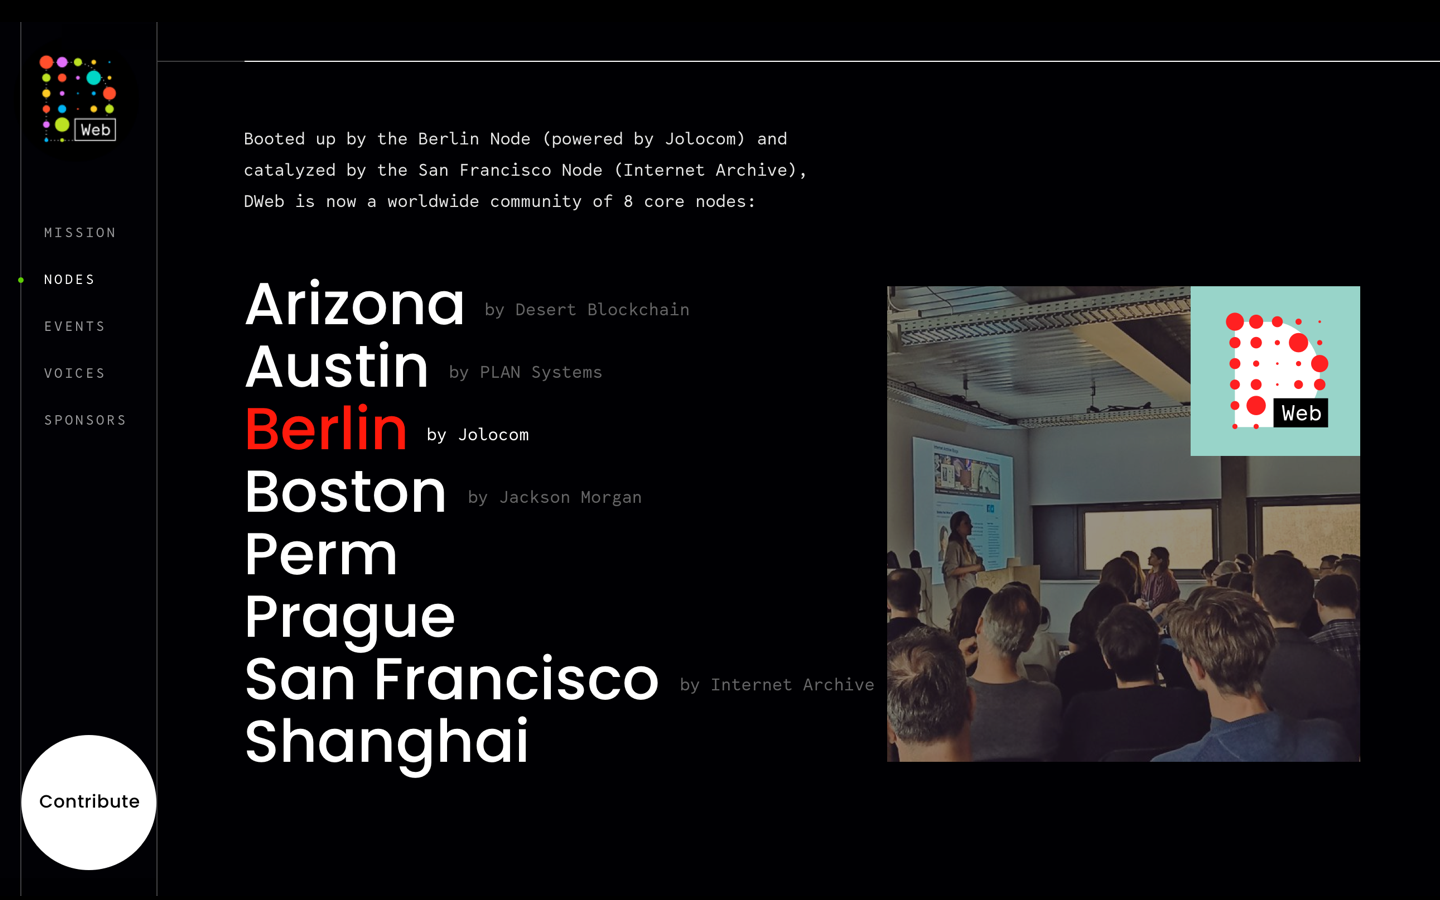 Web
MISSION
NODES
EVENTS
VOICES
SPONSORS
Contribute
Booted up by the Berlin Node (powered by Jolocom) and
catalyzed by the San Francisco Node (Internet Archive),
DWeb is now a worldwide community of 8 core nodes:
Arizona by Desert Blockchain
Austin by PLAN Systems
Berlin by Jolocom
Boston by Jackson Morgan
Perm
Prague
San Francisco by Internet Archive
Shanghai
Web